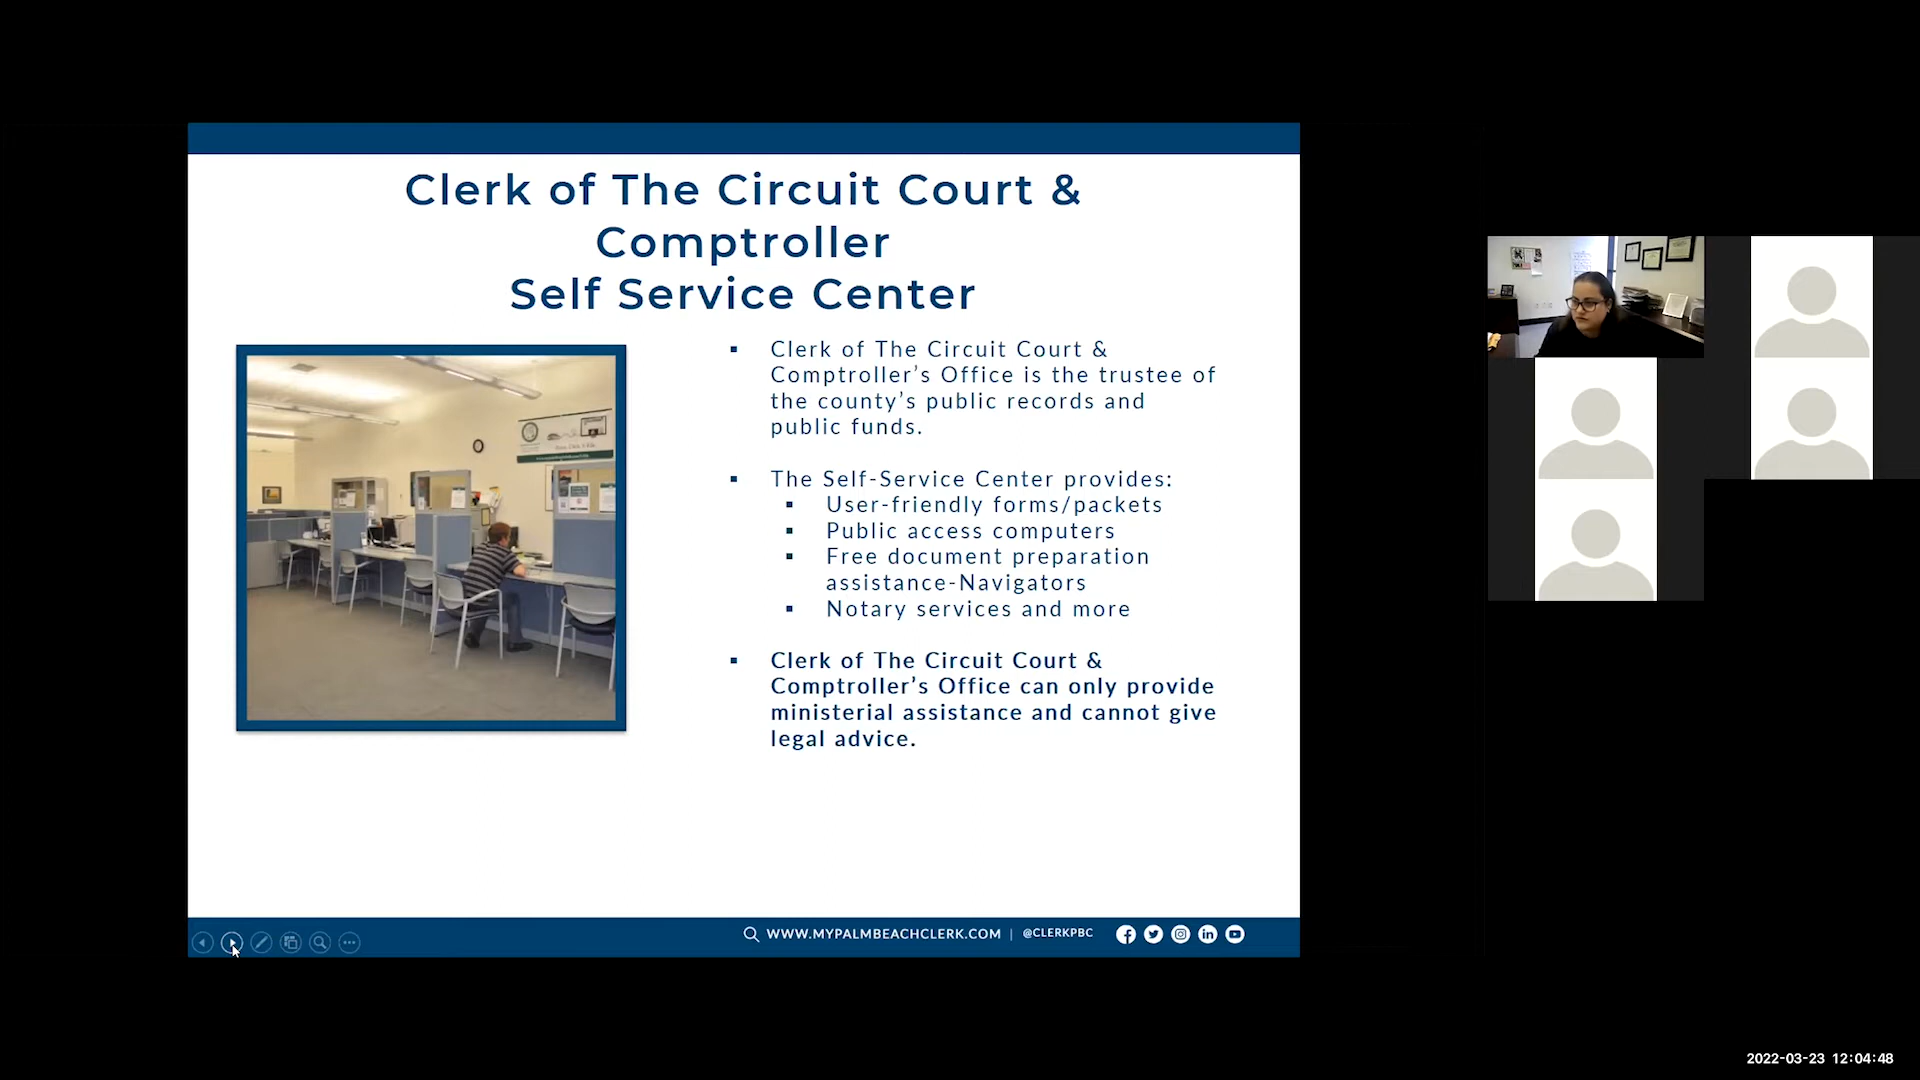 Clerk of The Circuit Court &
Comptroller
Self Service Center
▪ Clerk of The Circuit Court &
Comptroller's Office is the trustee of
the county's public records and
public funds.
▪ The Self-Service Center provides:
▪ User-friendly forms/packets
▪ Public access computers
▪ Free document preparation
assistance-Navigators
▪ Notary services and more
▪ Clerk of The Circuit Court &
Comptroller's Office can only provide
ministerial assistance and cannot give
legal advice.
WWW.MYPALMBEACHCLERK.COM | @CLERKPBC
2022-03-23 12:04:48